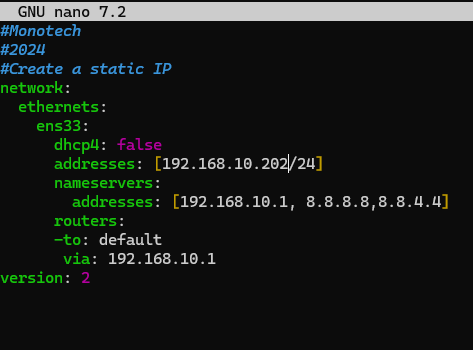 GNU nano 7.2
#Monotech
#2024
#Create a static IP
network:
  ethernets:
    ens33:
      dhcp4: false
      addresses: [192.168.10.202/24]
      nameservers:
        addresses: [192.168.10.1, 8.8.8.8,8.8.4.4]
      routers:
      -to: default
       via: 192.168.10.1
version: 2